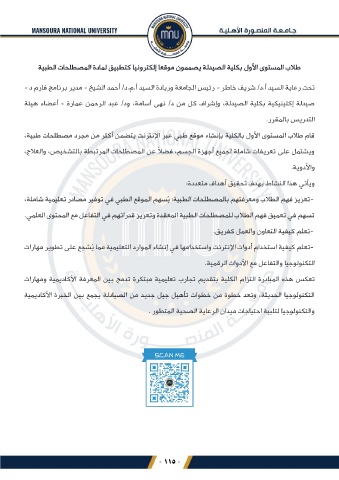 MANSOURA NATIONAL UNIVERSITY
mnu
جـامـعـة المنصـورة الأهـلـيـة
طلاب المستوى الأول بكلية الصيدلة يصممون موقعا إلكترونيا كتطبيق لمادة المصطلحات الطبية
تحت رعاية السيد أ.د/ شريف خاطر - رئيس الجامعة وريادة السيد أ.م.د/ أحمد الشيخ - مدير برنامج فارم د -
صيدلة إكلينيكية بكلية الصيدلة، وإشراف كل من د/ نهى أسامة، ود/ عبد الرحمن عمارة - أعضاء هيئة
التدريس بالمقرر.
قام طلاب المستوى الأول بالكلية بإنشاء موقع طبي عبر الإنترنت يتضمن أكثر من مجرد مصطلحات طبية،
ويشتمل على تعريفات شاملة لجميع أجهزة الجسم، فضلًا عن المصطلحات المرتبطة بالتشخيص، والعلاج،
والأدوية.
ويأتي هذا النشاط بهدف تحقيق أهداف متعددة:
-تعزيز فهم الطلاب ومعرفتهم بالمصطلحات الطبية: يُسهم الموقع الطبي في توفير مصادر تعليمية شاملة،
تسهم في تعميق فهم الطلاب للمصطلحات الطبية المعقدة وتعزيز قدراتهم في التفاعل مع المحتوى العلمي.
-تعلم كيفية التعاون والعمل كفريق.
-تعلم كيفية استخدام أدوات الإنترنت واستخدامها في إنشاء الموارد التعليمية مما يُشجع على تطوير مهارات
التكنولوجيا والتفاعل مع الأدوات الرقمية.
تعكس هذه المبادرة التزام الكلية بتقديم تجارب تعليمية مبتكرة تدمج بين المعرفة الأكاديمية ومهارات
التكنولوجيا الحديثة، وتعد خطوة من خطوات تأهيل جيل جديد من الصيادلة يجمع بين الخبرة الأكاديمية
والتكنولوجيا لتلبية احتياجات ميدان الرعاية الصحية المتطور .
SCAN ME
- ١١٥ -